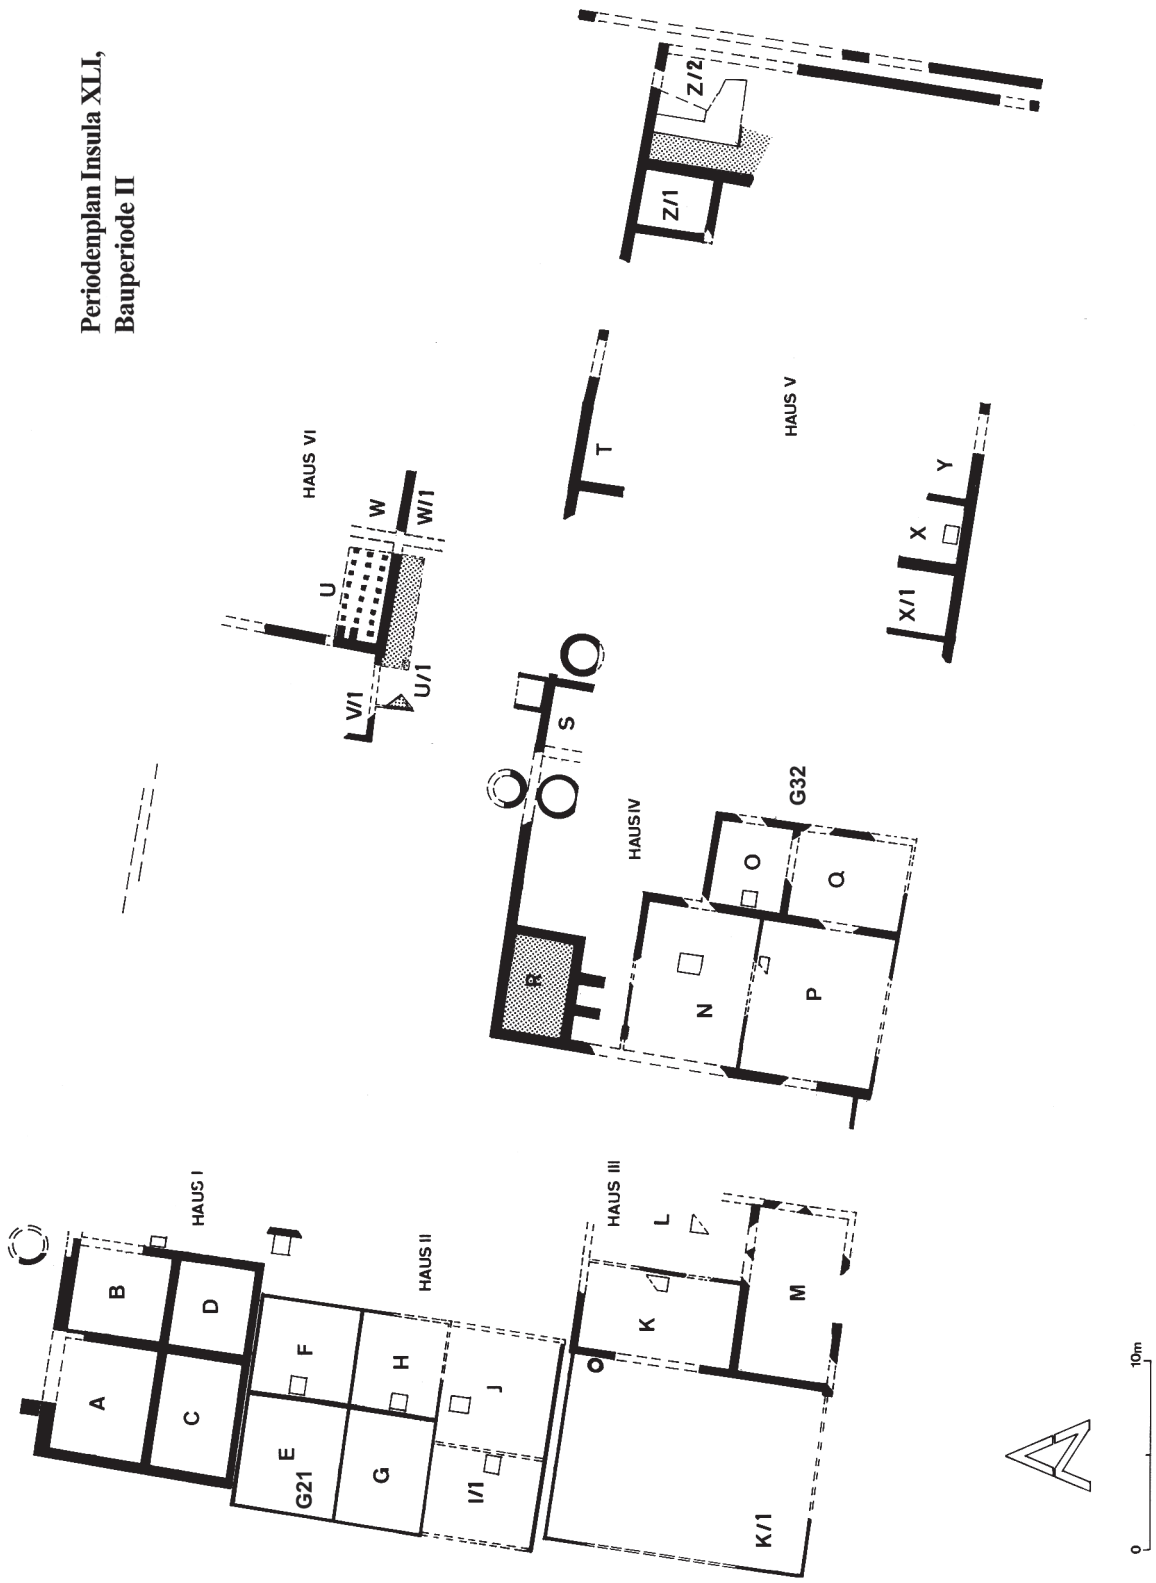 Periodenplan Insula XLI,
Bauperiode II
HAUS I
A
B
C
D
HAUS II
E
G21
F
G
H
I/1
J
HAUS III
K
L
M
K/1
HAUS IV
N
O
P
Q
G32
R
S
HAUS V
T
X/1
X
Y
Z/1
Z/2
HAUS VI
U
V/1
U/1
W
W/1
0
10m